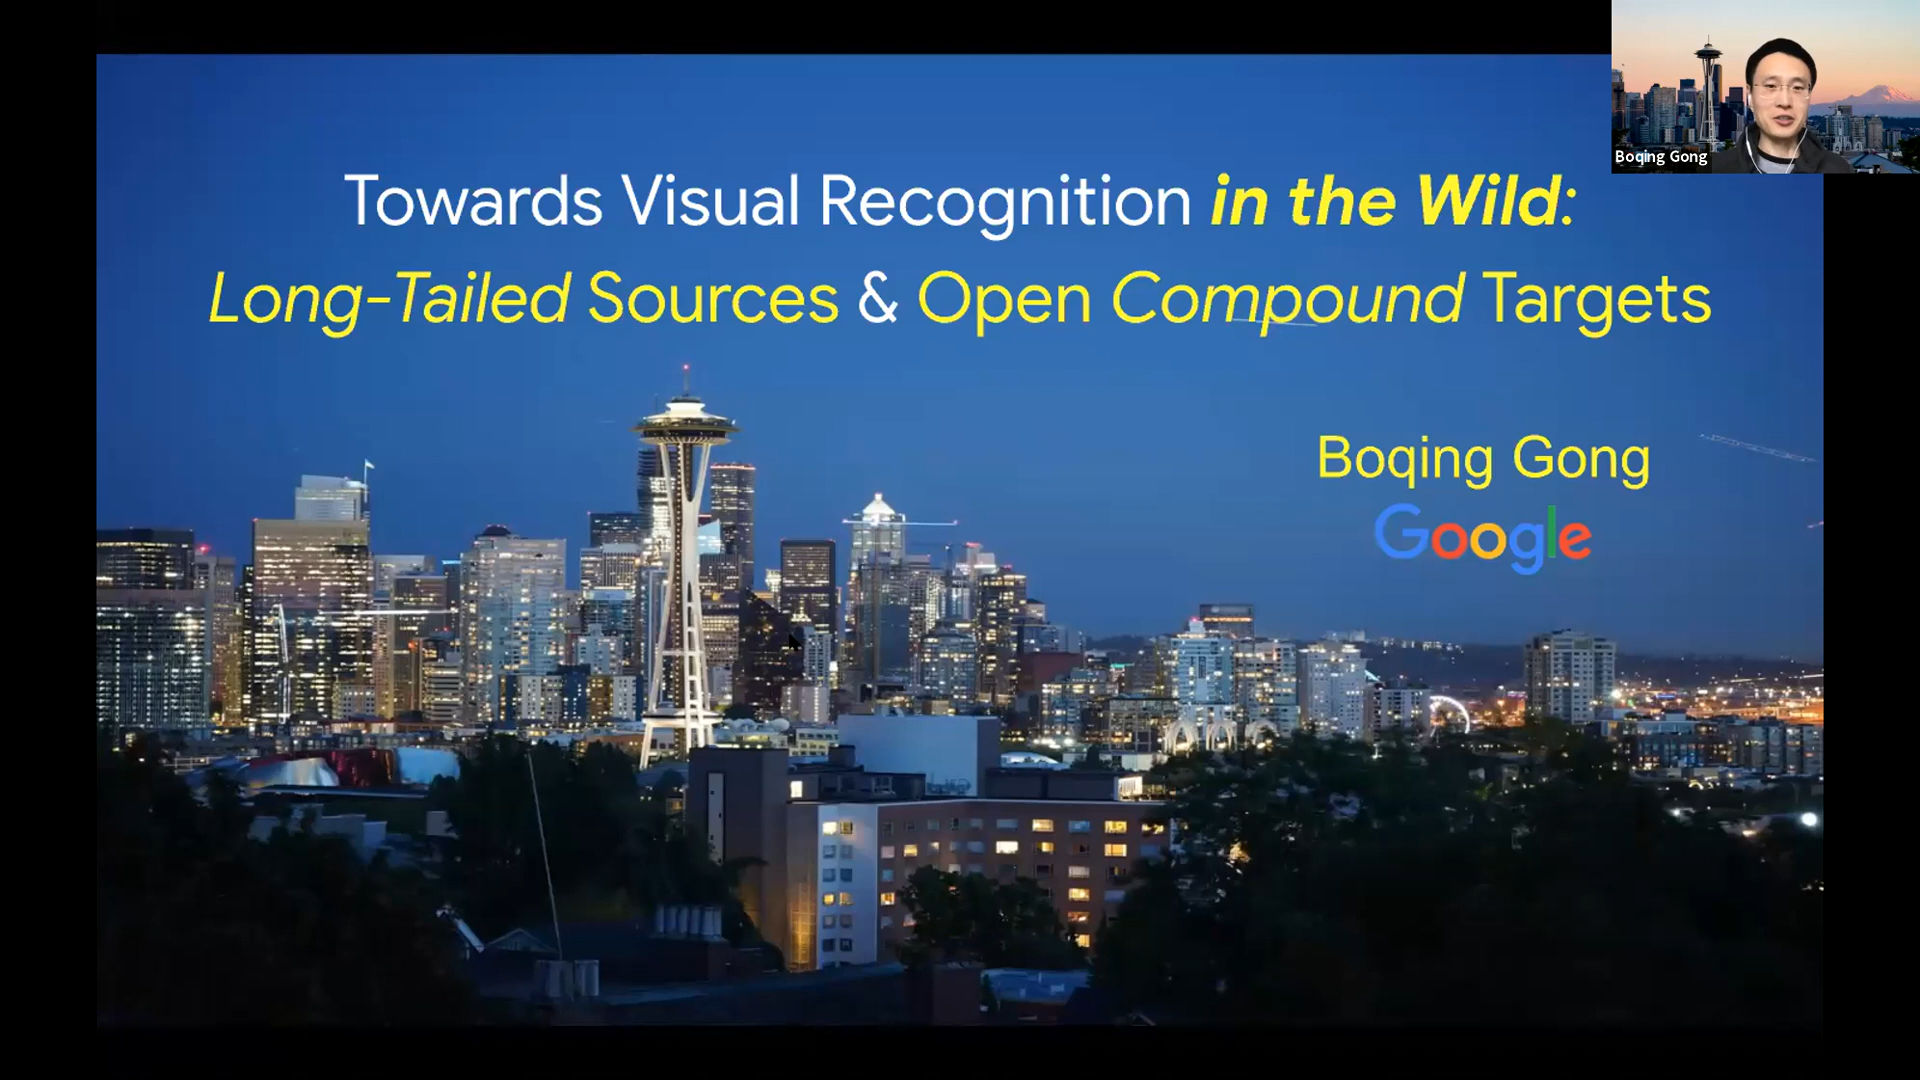 Towards Visual Recognition in the Wild:
Long-Tailed Sources & Open Compound Targets
Boqing Gong
Google
Boqing Gong